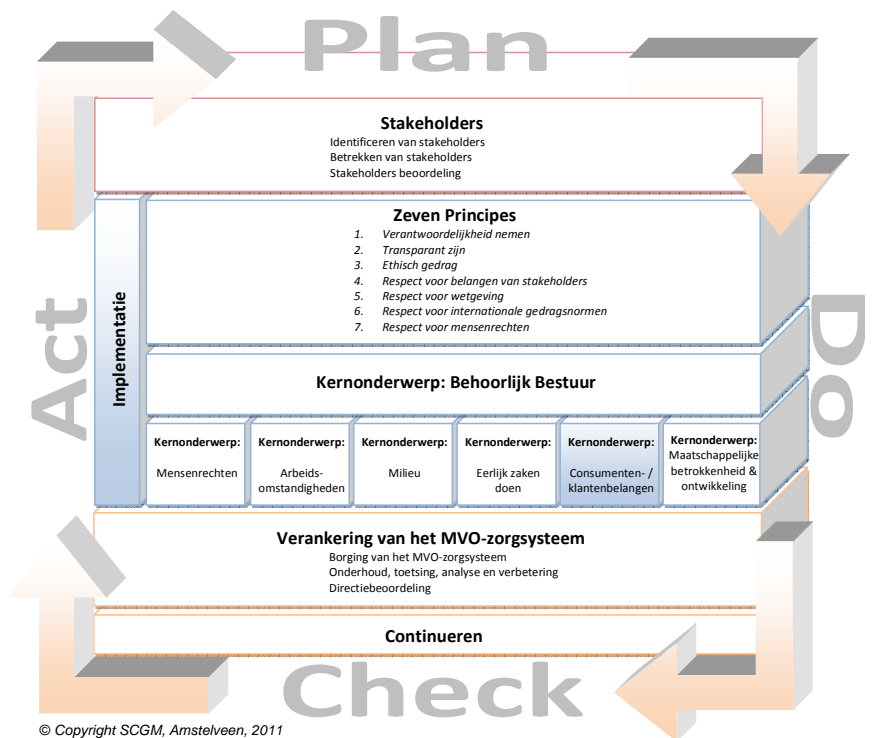 Plan
Stakeholders
Identificeren van stakeholders
Betrekken van stakeholders
Stakeholders beoordeling
Zeven Principes
1. Verantwoordelijkheid nemen
2. Transparant zijn
3. Ethisch gedrag
4. Respect voor belangen van stakeholders
5. Respect voor wetgeving
6. Respect voor internationale gedragsnormen
7. Respect voor mensenrechten
Act
Implementatie
Do
Kernonderwerp: Behoorlijk Bestuur
Kernonderwerp:
Mensenrechten
Kernonderwerp:
Arbeids-
omstandigheden
Kernonderwerp:
Milieu
Kernonderwerp:
Eerlijk zaken
doen
Kernonderwerp:
Consumenten- /
klantenbelangen
Kernonderwerp:
Maatschappelijke
betrokkenheid &
ontwikkeling
Verankering van het MVO-zorgsysteem
Borging van het MVO-zorgsysteem
Onderhoud, toetsing, analyse en verbetering
Directiebeoordeling
Continueren
Check
© Copyright SCGM, Amstelveen, 2011